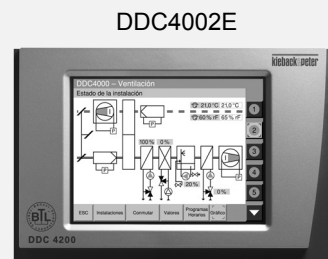 DDC4002E
kieback&peter
DDC4000 – Ventilación
Estado de la instalación
21,0°C 21,0 °C
60% rF 65 % rF
1
2
3
4
5
100% 0%
20%
0%
ESC Instalaciones Conmutar Valores Programas Horarios Gráfico
BTL
DDC 4200